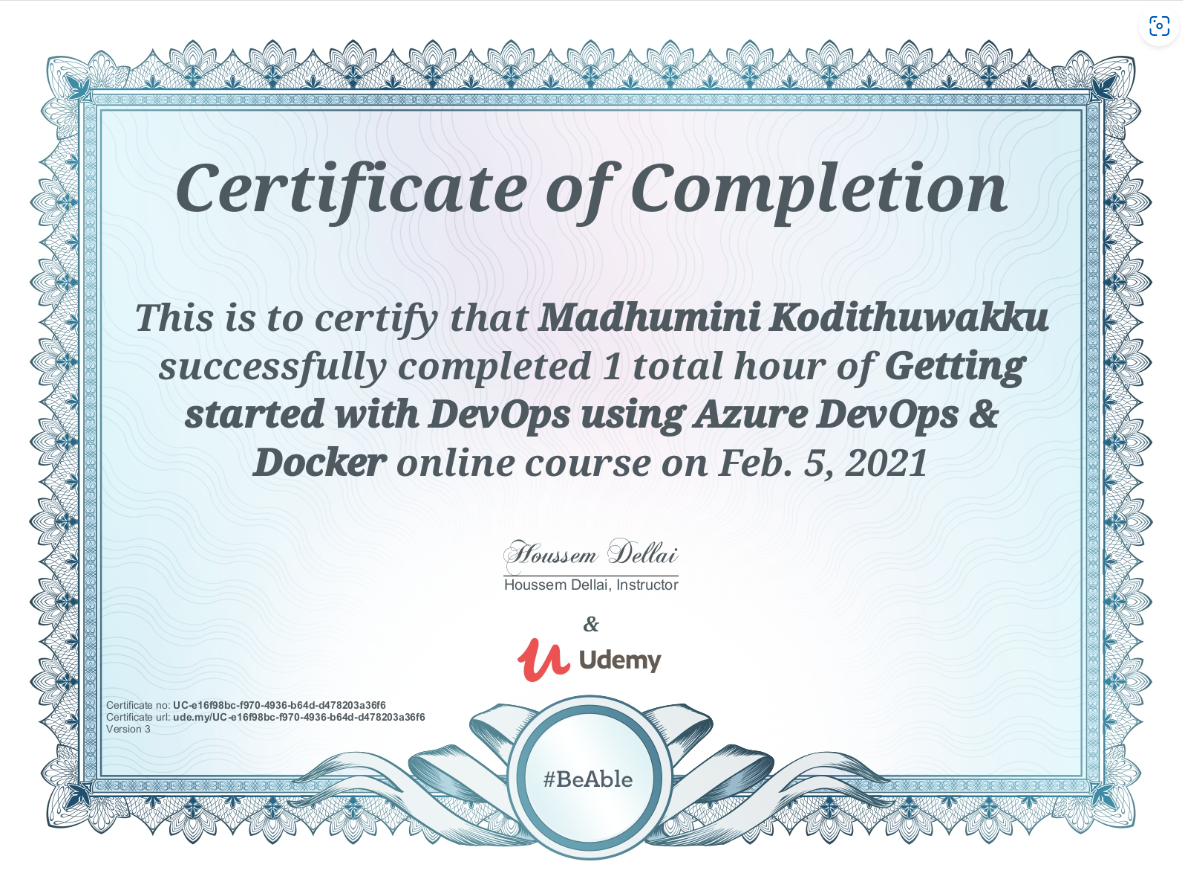 Certificate of Completion
This is to certify that Madhumini Kodithuwakku
successfully completed 1 total hour of Getting
started with DevOps using Azure DevOps &
Docker online course on Feb. 5, 2021
Houssem Dellai
Houssem Dellai, Instructor
&
Udemy
Certificate no: UC-e16f98bc-f970-4936-b64d-d478203a36f6
Certificate url: ude.my/UC-e16f98bc-f970-4936-b64d-d478203a36f6
Version 3
#BeAble